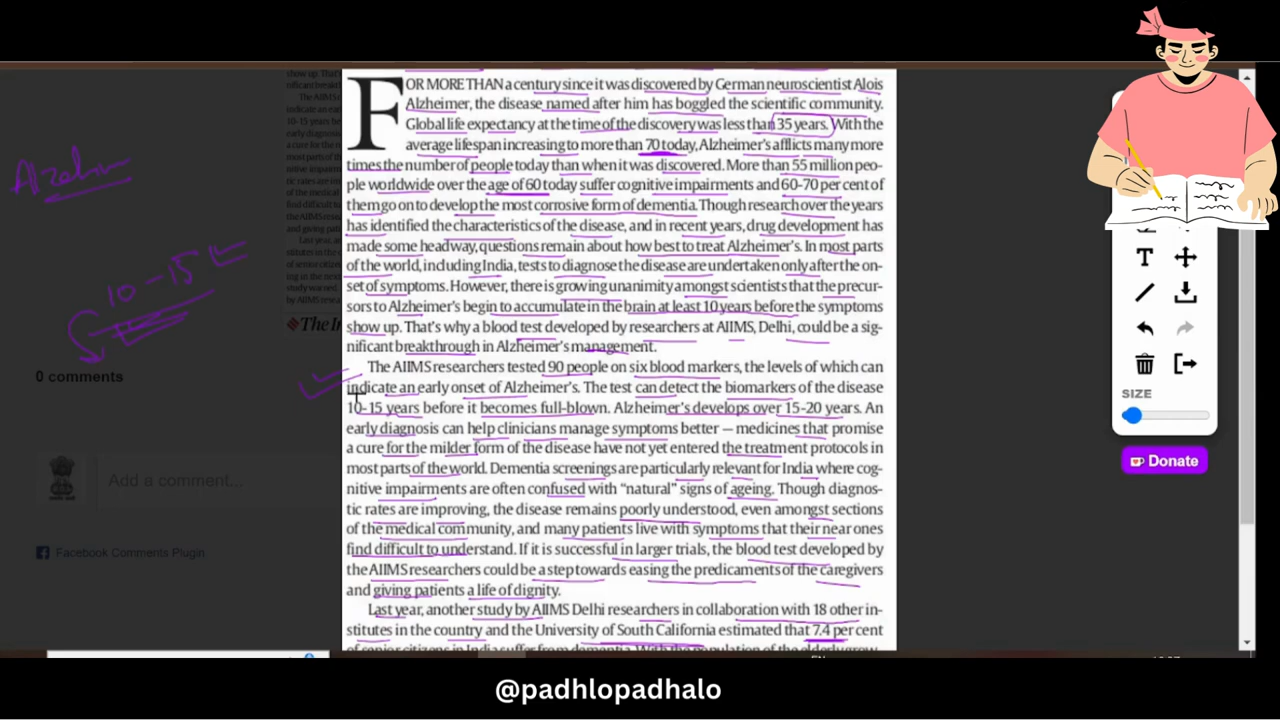 OR MORE THAN a century since it was discovered by German neuroscientist Alois
F
Alzheimer, the disease named after him has boggled the scientific community.
Global life expectancy at the time of the discovery was less than 35 years. With the
average lifespan increasing to more than 70 today, Alzheimer's afflicts many more
times the number of people today than when it was discovered. More than 55 million peo-
ple worldwide over the age of 60 today suffer cognitive impairments and 60-70 per cent of
them go on to develop the most corrosive form of dementia. Though research over the years
has identified the characteristics of the disease, and in recent years, drug development has
made some headway, questions remain about how best to treat Alzheimer's. In most parts
of the world, including India, tests to diagnose the disease are undertaken only after the on-
set of symptoms. However, there is growing unanimity amongst scientists that the precur-
sors to Alzheimer's begin to accumulate in the brain at least 10 years before the symptoms
show up. That's why a blood test developed by researchers at AIIMS, Delhi, could be a sig-
nificant breakthrough in Alzheimer's management.
The AIIMS researchers tested 90 people on six blood markers, the levels of which can
indicate an early onset of Alzheimer's. The test can detect the biomarkers of the disease
10-15 years before it becomes full-blown. Alzheimer's develops over 15-20 years. An
early diagnosis can help clinicians manage symptoms better — medicines that promise
a cure for the milder form of the disease have not yet entered the treatment protocols in
most parts of the world. Dementia screenings are particularly relevant for India where cog-
nitive impairments are often confused with “natural” signs of ageing. Though diagnos-
tic rates are improving, the disease remains poorly understood, even amongst sections
of the medical community, and many patients live with symptoms that their near ones
find difficult to understand. If it is successful in larger trials, the blood test developed by
the AIIMS researchers could be a step towards easing the predicaments of the caregivers
and giving patients a life of dignity.
Last year, another study by AIIMS Delhi researchers in collaboration with 18 other in-
stitutes in the country and the University of South California estimated that 7.4 per cent
of senior citizens in India suffer from dementia. With the population of the elderly grow-
10-15
0 comments
Add a comment...
Facebook Comments Plugin
T
SIZE
Donate
@padhlopadhalo